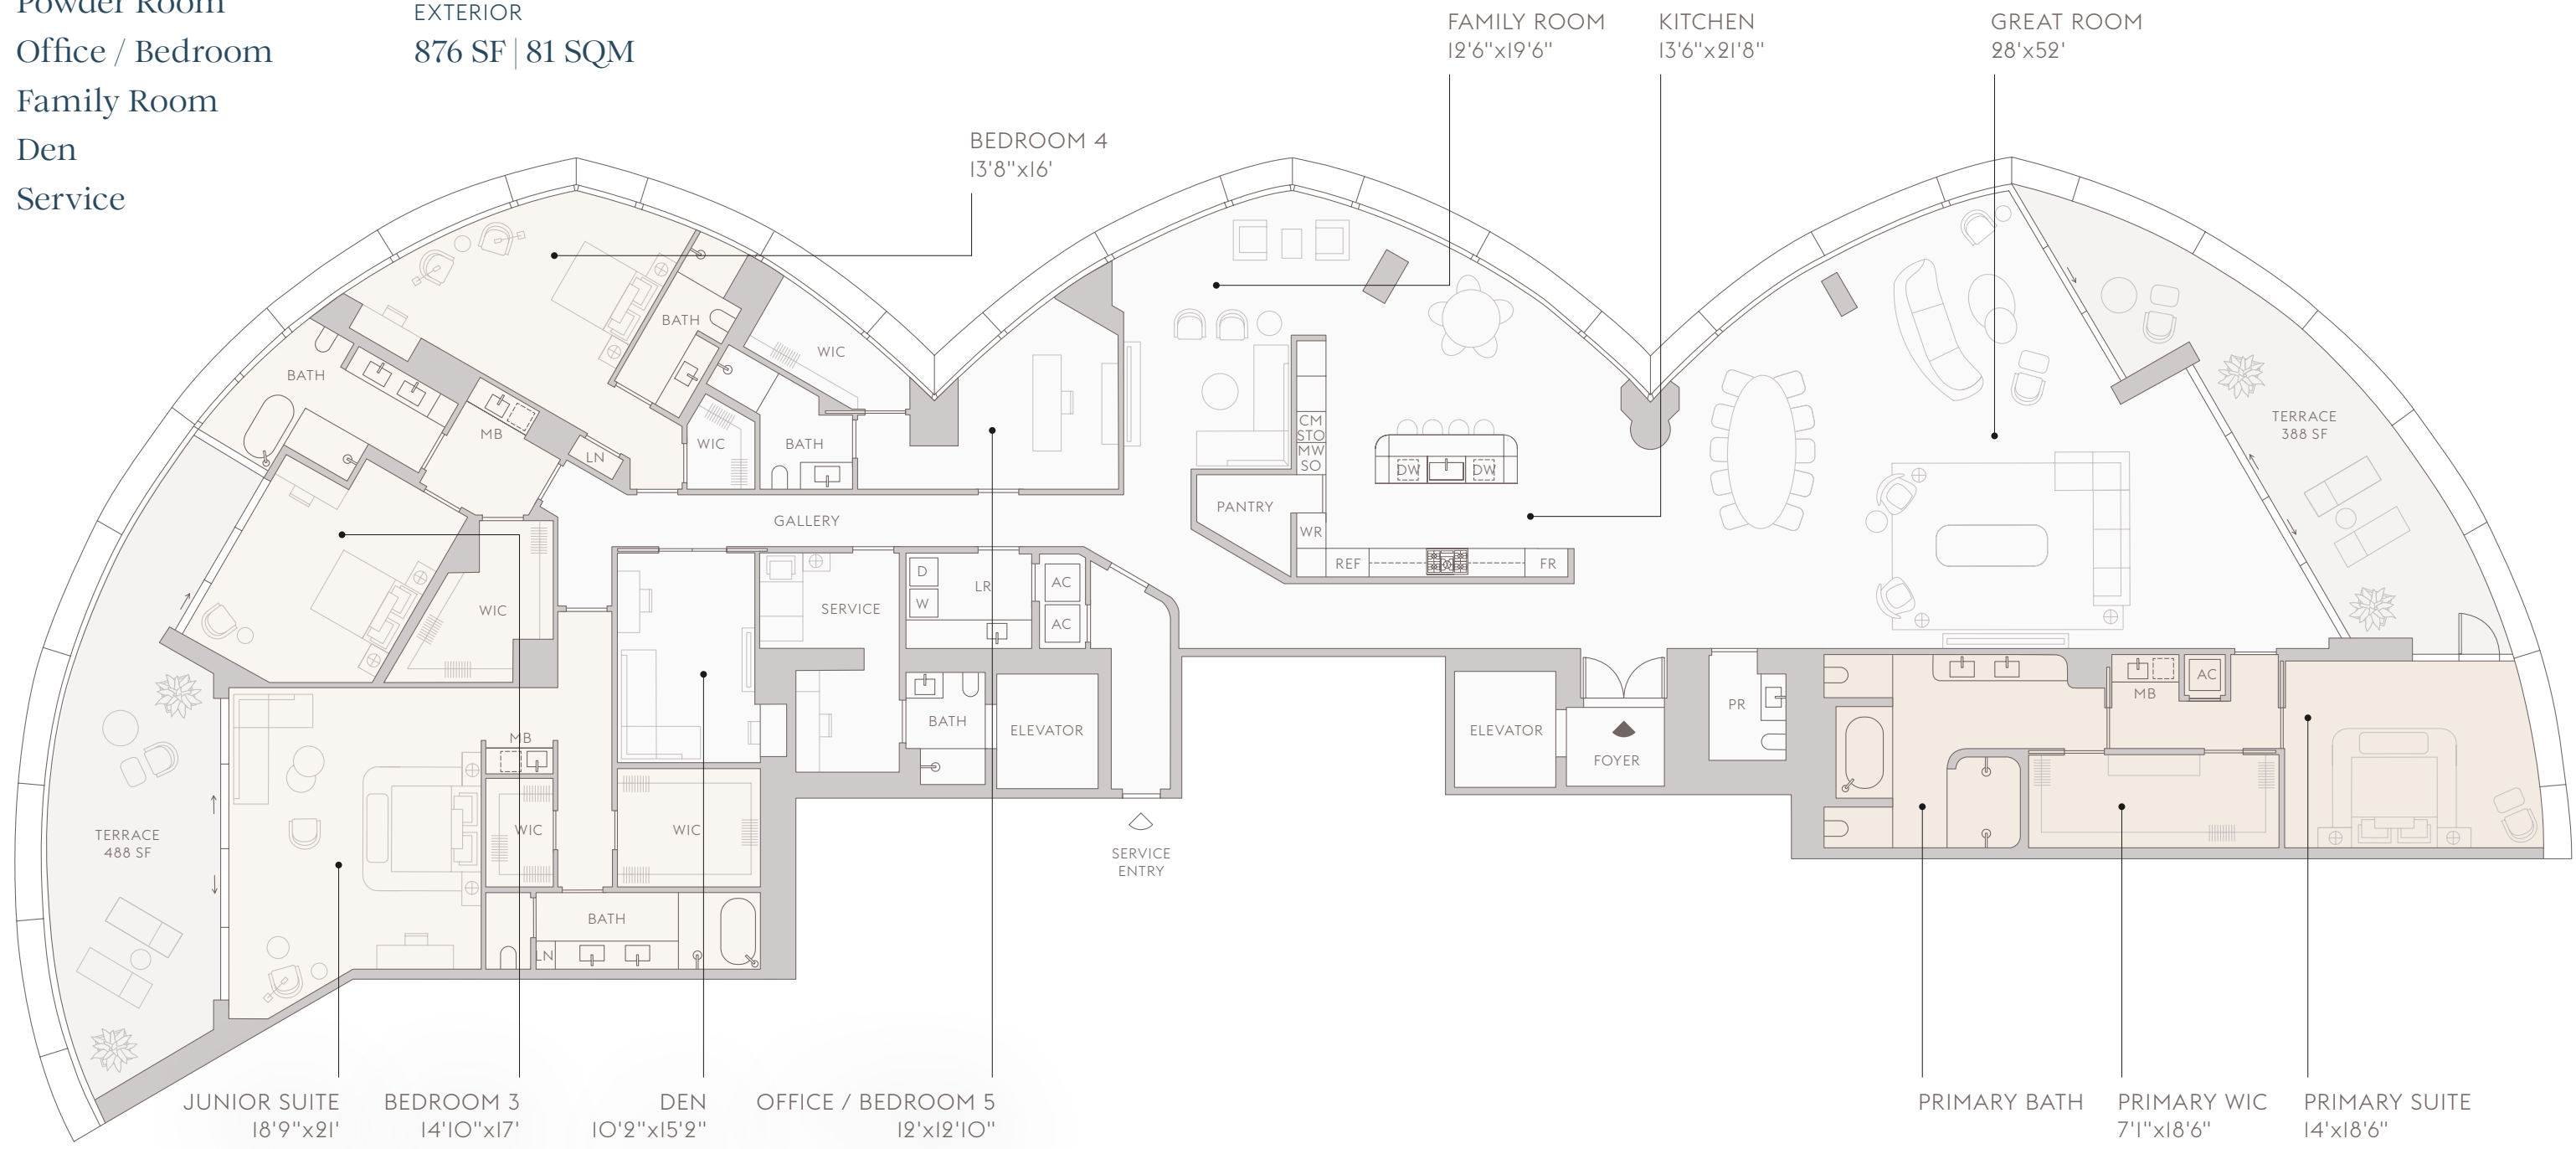 Powder Room
Office / Bedroom
Family Room
Den
Service
EXTERIOR
876 SF | 81 SQM
FAMILY ROOM
12'6"x19'6"
KITCHEN
13'6"x21'8"
GREAT ROOM
28'x52'
BEDROOM 4
13'8"x16'
BATH
WIC
BATH
MB
LN
WIC
BATH
CM
STO
MW
SO
DW
DW
TERRACE
388 SF
PANTRY
GALLERY
WR
REF
FR
D
W
LR
AC
AC
WIC
SERVICE
BATH
ELEVATOR
ELEVATOR
FOYER
PR
MB
AC
MB
WIC
WIC
TERRACE
488 SF
SERVICE
ENTRY
BATH
LN
JUNIOR SUITE
18'9"x21'
BEDROOM 3
14'10"x17'
DEN
10'2"x15'2"
OFFICE / BEDROOM 5
12'x12'10"
PRIMARY BATH
PRIMARY WIC
7'1"x18'6"
PRIMARY SUITE
14'x18'6"